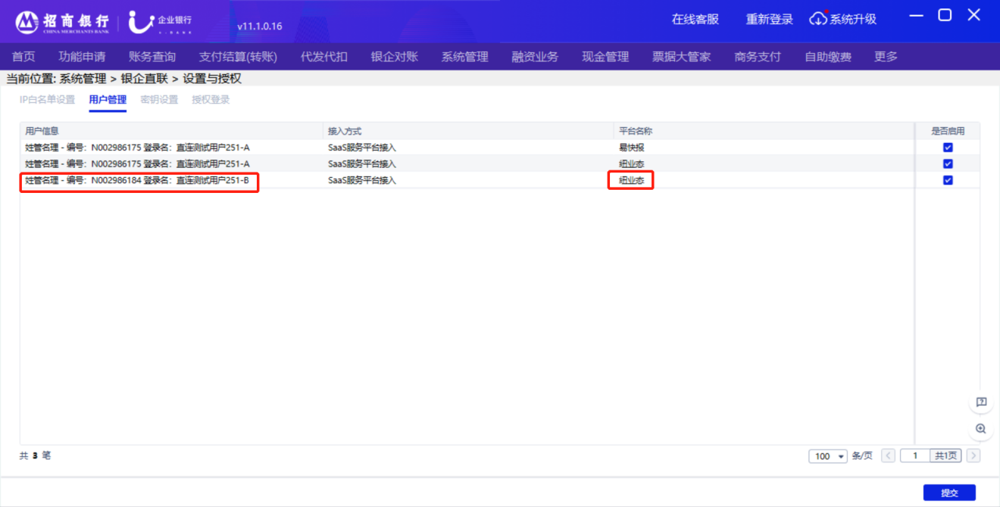 招商银行
CHINA MERCHANTS BANK
企业银行
U-BANK
v11.1.0.16
在线客服 重新登录 系统升级
首页 功能申请 账务查询 支付结算(转账) 代发代扣 银企对账 系统管理 融资业务 现金管理 票据大管家 商务支付 自助缴费 更多
当前位置: 系统管理 > 银企直联 > 设置与授权
IP白名单设置 用户管理 密钥设置 授权登录
用户信息 接入方式 平台名称 是否启用
姓管名理 - 编号：N002986175 登录名：直连测试用户251-A SaaS服务平台接入 易快报
姓管名理 - 编号：N002986175 登录名：直连测试用户251-A SaaS服务平台接入 纽业态
姓管名理 - 编号：N002986184 登录名：直连测试用户251-B SaaS服务平台接入 纽业态
共 3 笔
100 条/页 1 共1页
提交